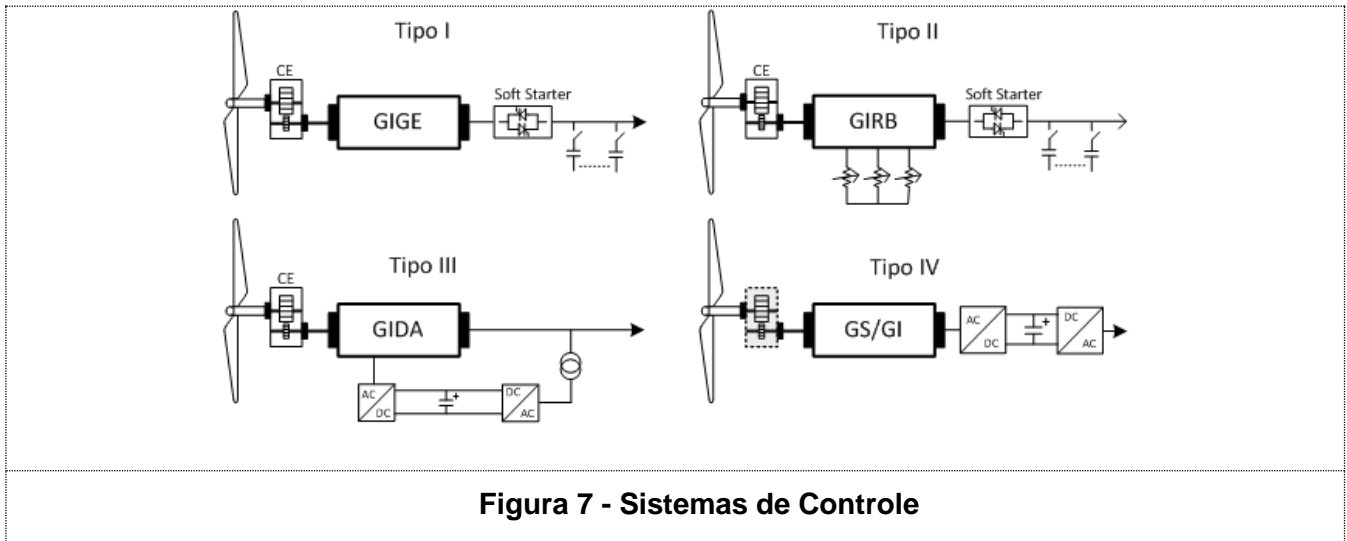 Tipo I
CE
GIGE
Soft Starter
Tipo II
CE
GIRB
Soft Starter
Tipo III
CE
GIDA
AC
DC
+
DC
AC
Tipo IV
GS/GI
AC
DC
+
DC
AC
Figura 7 - Sistemas de Controle